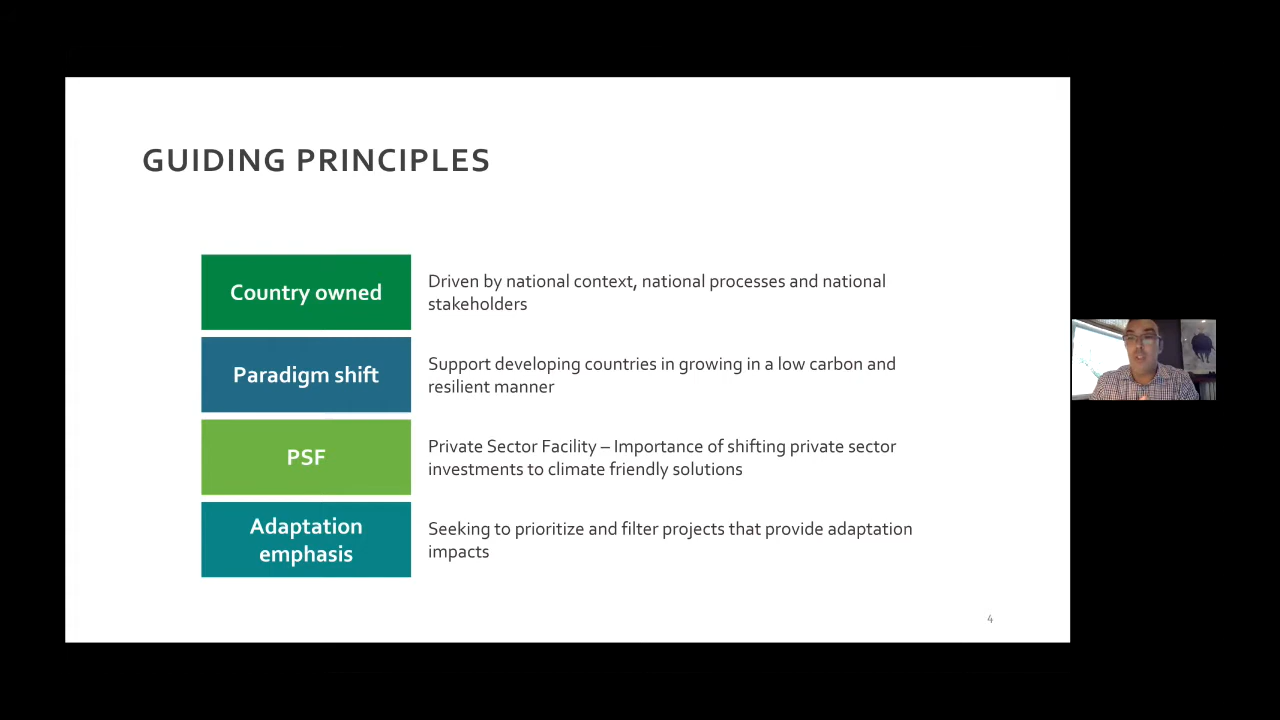 GUIDING PRINCIPLES
Country owned
Driven by national context, national processes and national
stakeholders
Paradigm shift
Support developing countries in growing in a low carbon and
resilient manner
PSF
Private Sector Facility – Importance of shifting private sector
investments to climate friendly solutions
Adaptation
emphasis
Seeking to prioritize and filter projects that provide adaptation
impacts
4